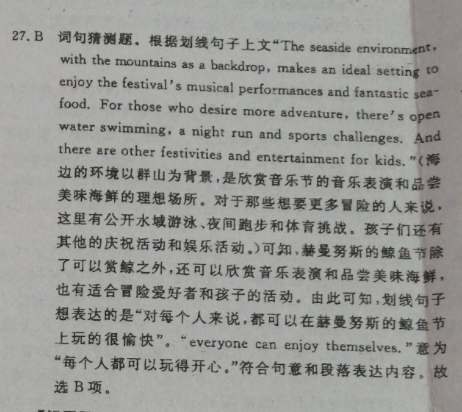 27. B 词句猜测题。根据划线句子上文“The seaside environment,
with the mountains as a backdrop, makes an ideal setting to
enjoy the festival's musical performances and fantastic sea-
food. For those who desire more adventure, there's open
water swimming, a night run and sports challenges. And
there are other festivities and entertainment for kids.”(海
边的环境以群山为背景,是欣赏音乐节的音乐表演和品尝
美味海鲜的理想场所。对于那些想要更多冒险的人来说,
这里有公开水域游泳、夜间跑步和体育挑战。孩子们还有
其他的庆祝活动和娱乐活动。)可知,赫曼努斯的鲸鱼节除
了可以赏鲸之外,还可以欣赏音乐表演和品尝美味海鲜,
也有适合冒险爱好者和孩子的活动。由此可知,划线句子
想表达的是“对每个人来说,都可以在赫曼努斯的鲸鱼节
上玩的很愉快”。“everyone can enjoy themselves.”意为
“每个人都可以玩得开心。”符合句意和段落表达内容。故
选 B 项。